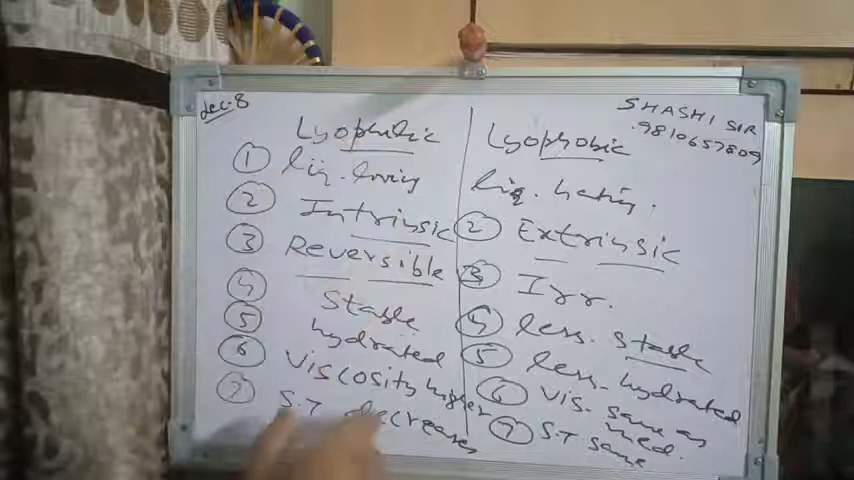 Lec-8
SHASHI SIR
9810657809
Lyophilic
① liq. loving
② Intrinsic
③ Reversible
④ Stable
⑤ hydrated
⑥ Viscosity higher
⑦ S.T decreases
Lyophobic
liq. hating.
② Extrinsic
③ Irr.
④ less. stable
⑤ less-hydrated
⑥ Vis. same as
med.
⑦ S.T same